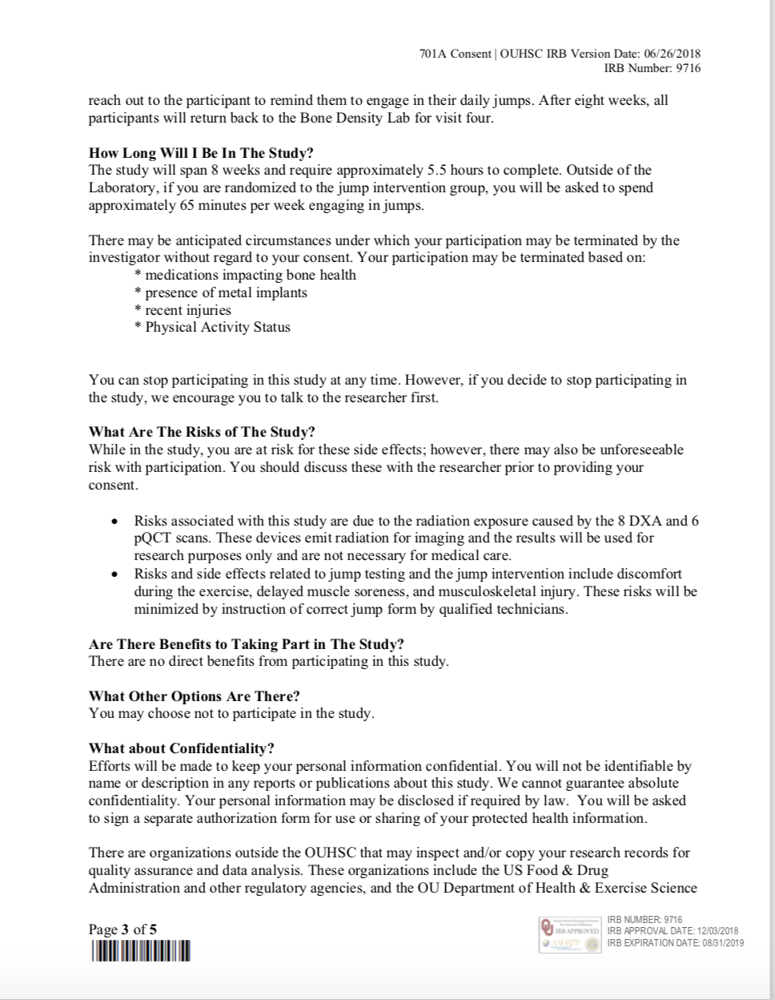 701A Consent | OUHSC IRB Version Date: 06/26/2018
IRB Number: 9716
reach out to the participant to remind them to engage in their daily jumps. After eight weeks, all
participants will return back to the Bone Density Lab for visit four.
How Long Will I Be In The Study?
The study will span 8 weeks and require approximately 5.5 hours to complete. Outside of the
Laboratory, if you are randomized to the jump intervention group, you will be asked to spend
approximately 65 minutes per week engaging in jumps.
There may be anticipated circumstances under which your participation may be terminated by the
investigator without regard to your consent. Your participation may be terminated based on:
* medications impacting bone health
* presence of metal implants
* recent injuries
* Physical Activity Status
You can stop participating in this study at any time. However, if you decide to stop participating in
the study, we encourage you to talk to the researcher first.
What Are The Risks of The Study?
While in the study, you are at risk for these side effects; however, there may also be unforeseeable
risk with participation. You should discuss these with the researcher prior to providing your
consent.
• Risks associated with this study are due to the radiation exposure caused by the 8 DXA and 6
pQCT scans. These devices emit radiation for imaging and the results will be used for
research purposes only and are not necessary for medical care.
• Risks and side effects related to jump testing and the jump intervention include discomfort
during the exercise, delayed muscle soreness, and musculoskeletal injury. These risks will be
minimized by instruction of correct jump form by qualified technicians.
Are There Benefits to Taking Part in The Study?
There are no direct benefits from participating in this study.
What Other Options Are There?
You may choose not to participate in the study.
What about Confidentiality?
Efforts will be made to keep your personal information confidential. You will not be identifiable by
name or description in any reports or publications about this study. We cannot guarantee absolute
confidentiality. Your personal information may be disclosed if required by law. You will be asked
to sign a separate authorization form for use or sharing of your protected health information.
There are organizations outside the OUHSC that may inspect and/or copy your research records for
quality assurance and data analysis. These organizations include the US Food & Drug
Administration and other regulatory agencies, and the OU Department of Health & Exercise Science
Page 3 of 5
IRB APPROVED
IRB NUMBER: 9716
IRB APPROVAL DATE: 12/03/2018
IRB EXPIRATION DATE: 08/31/2019